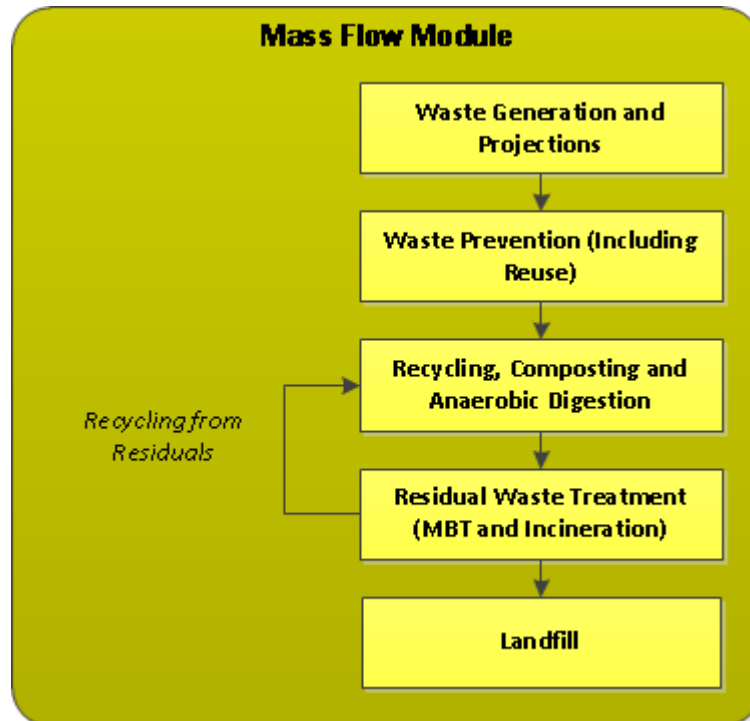 Mass Flow Module
Waste Generation and
Projections
Waste Prevention (Including
Reuse)
Recycling, Composting and
Anaerobic Digestion
Recycling from
Residuals
Residual Waste Treatment
(MBT and Incineration)
Landfill